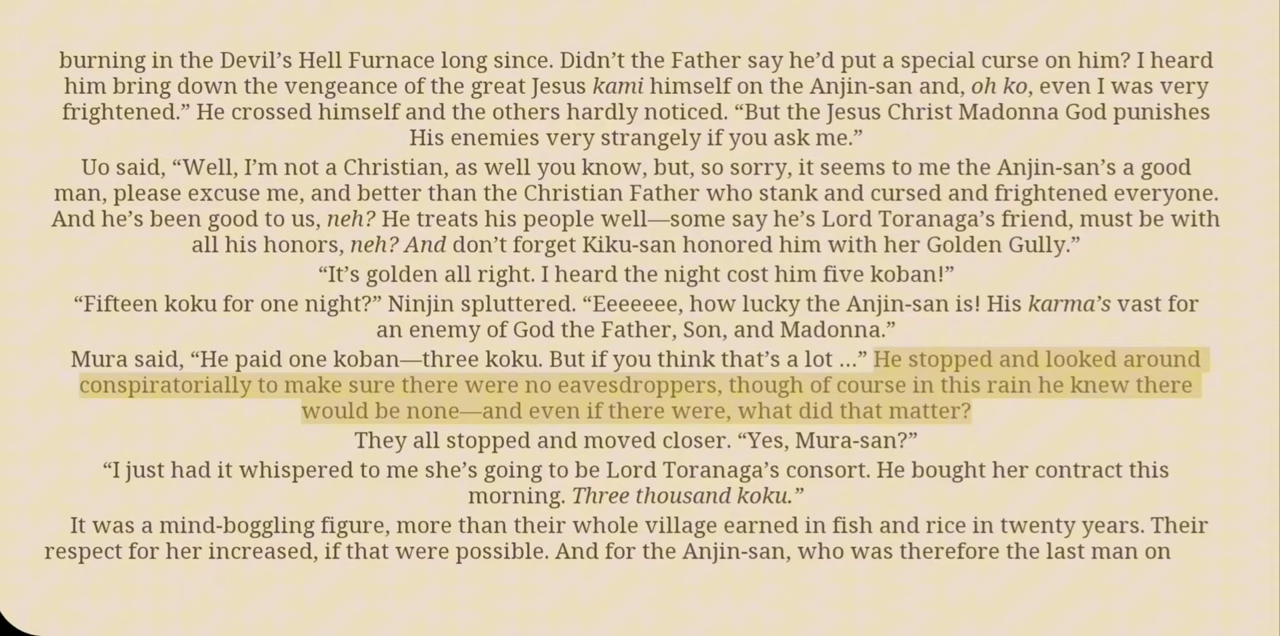 burning in the Devil’s Hell Furnace long since. Didn’t the Father say he’d put a special curse on him? I heard
him bring down the vengeance of the great Jesus kami himself on the Anjin-san and, oh ko, even I was very
frightened.” He crossed himself and the others hardly noticed. “But the Jesus Christ Madonna God punishes
His enemies very strangely if you ask me.”
Uo said, “Well, I’m not a Christian, as well you know, but, so sorry, it seems to me the Anjin-san’s a good
man, please excuse me, and better than the Christian Father who stank and cursed and frightened everyone.
And he’s been good to us, neh? He treats his people well—some say he’s Lord Toranaga’s friend, must be with
all his honors, neh? And don’t forget Kiku-san honored him with her Golden Gully.”
“It’s golden all right. I heard the night cost him five koban!”
“Fifteen koku for one night?” Ninjin spluttered. “Eeeeeee, how lucky the Anjin-san is! His karma’s vast for
an enemy of God the Father, Son, and Madonna.”
Mura said, “He paid one koban—three koku. But if you think that’s a lot …” He stopped and looked around
conspiratorially to make sure there were no eavesdroppers, though of course in this rain he knew there
would be none—and even if there were, what did that matter?
They all stopped and moved closer. “Yes, Mura-san?”
“I just had it whispered to me she’s going to be Lord Toranaga’s consort. He bought her contract this
morning. Three thousand koku.”
It was a mind-boggling figure, more than their whole village earned in fish and rice in twenty years. Their
respect for her increased, if that were possible. And for the Anjin-san, who was therefore the last man on